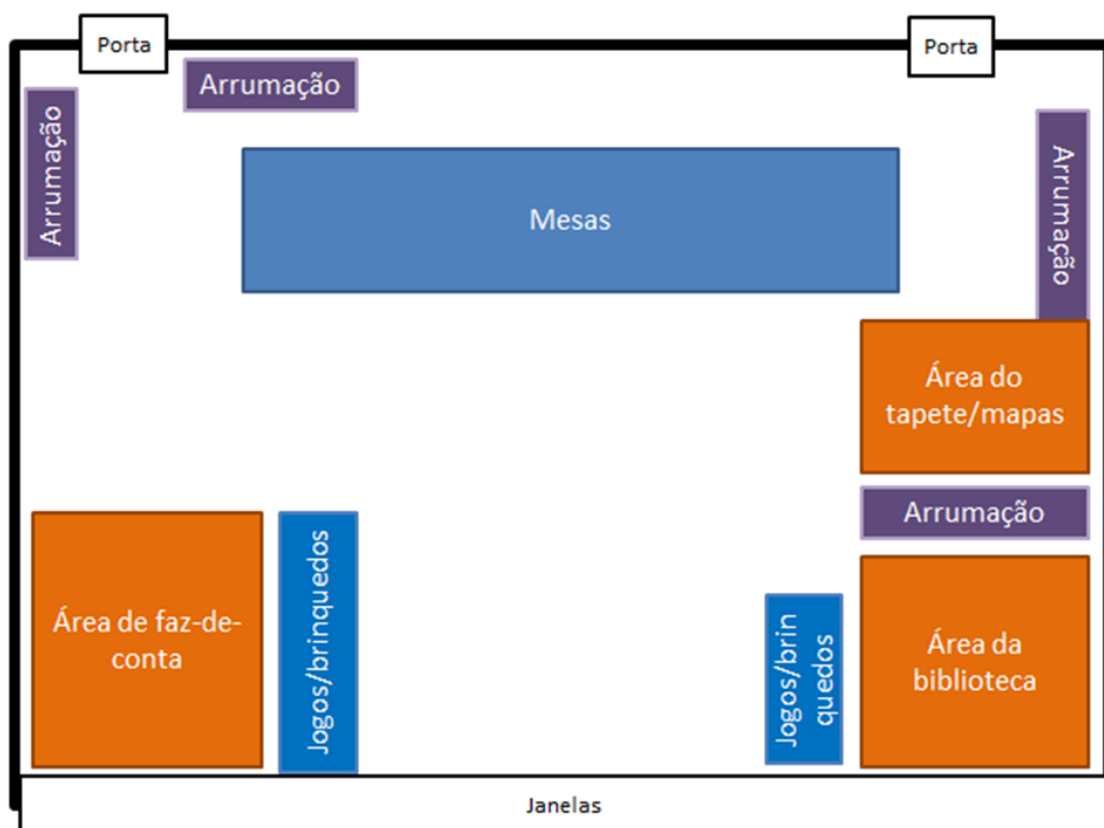 Porta
Porta
Arrumação
Arrumação
Arrumação
Mesas
Área do
tapete/mapas
Arrumação
Área de faz-de-
conta
Jogos/brinquedos
Jogos/brin
quedos
Área da
biblioteca
Janelas